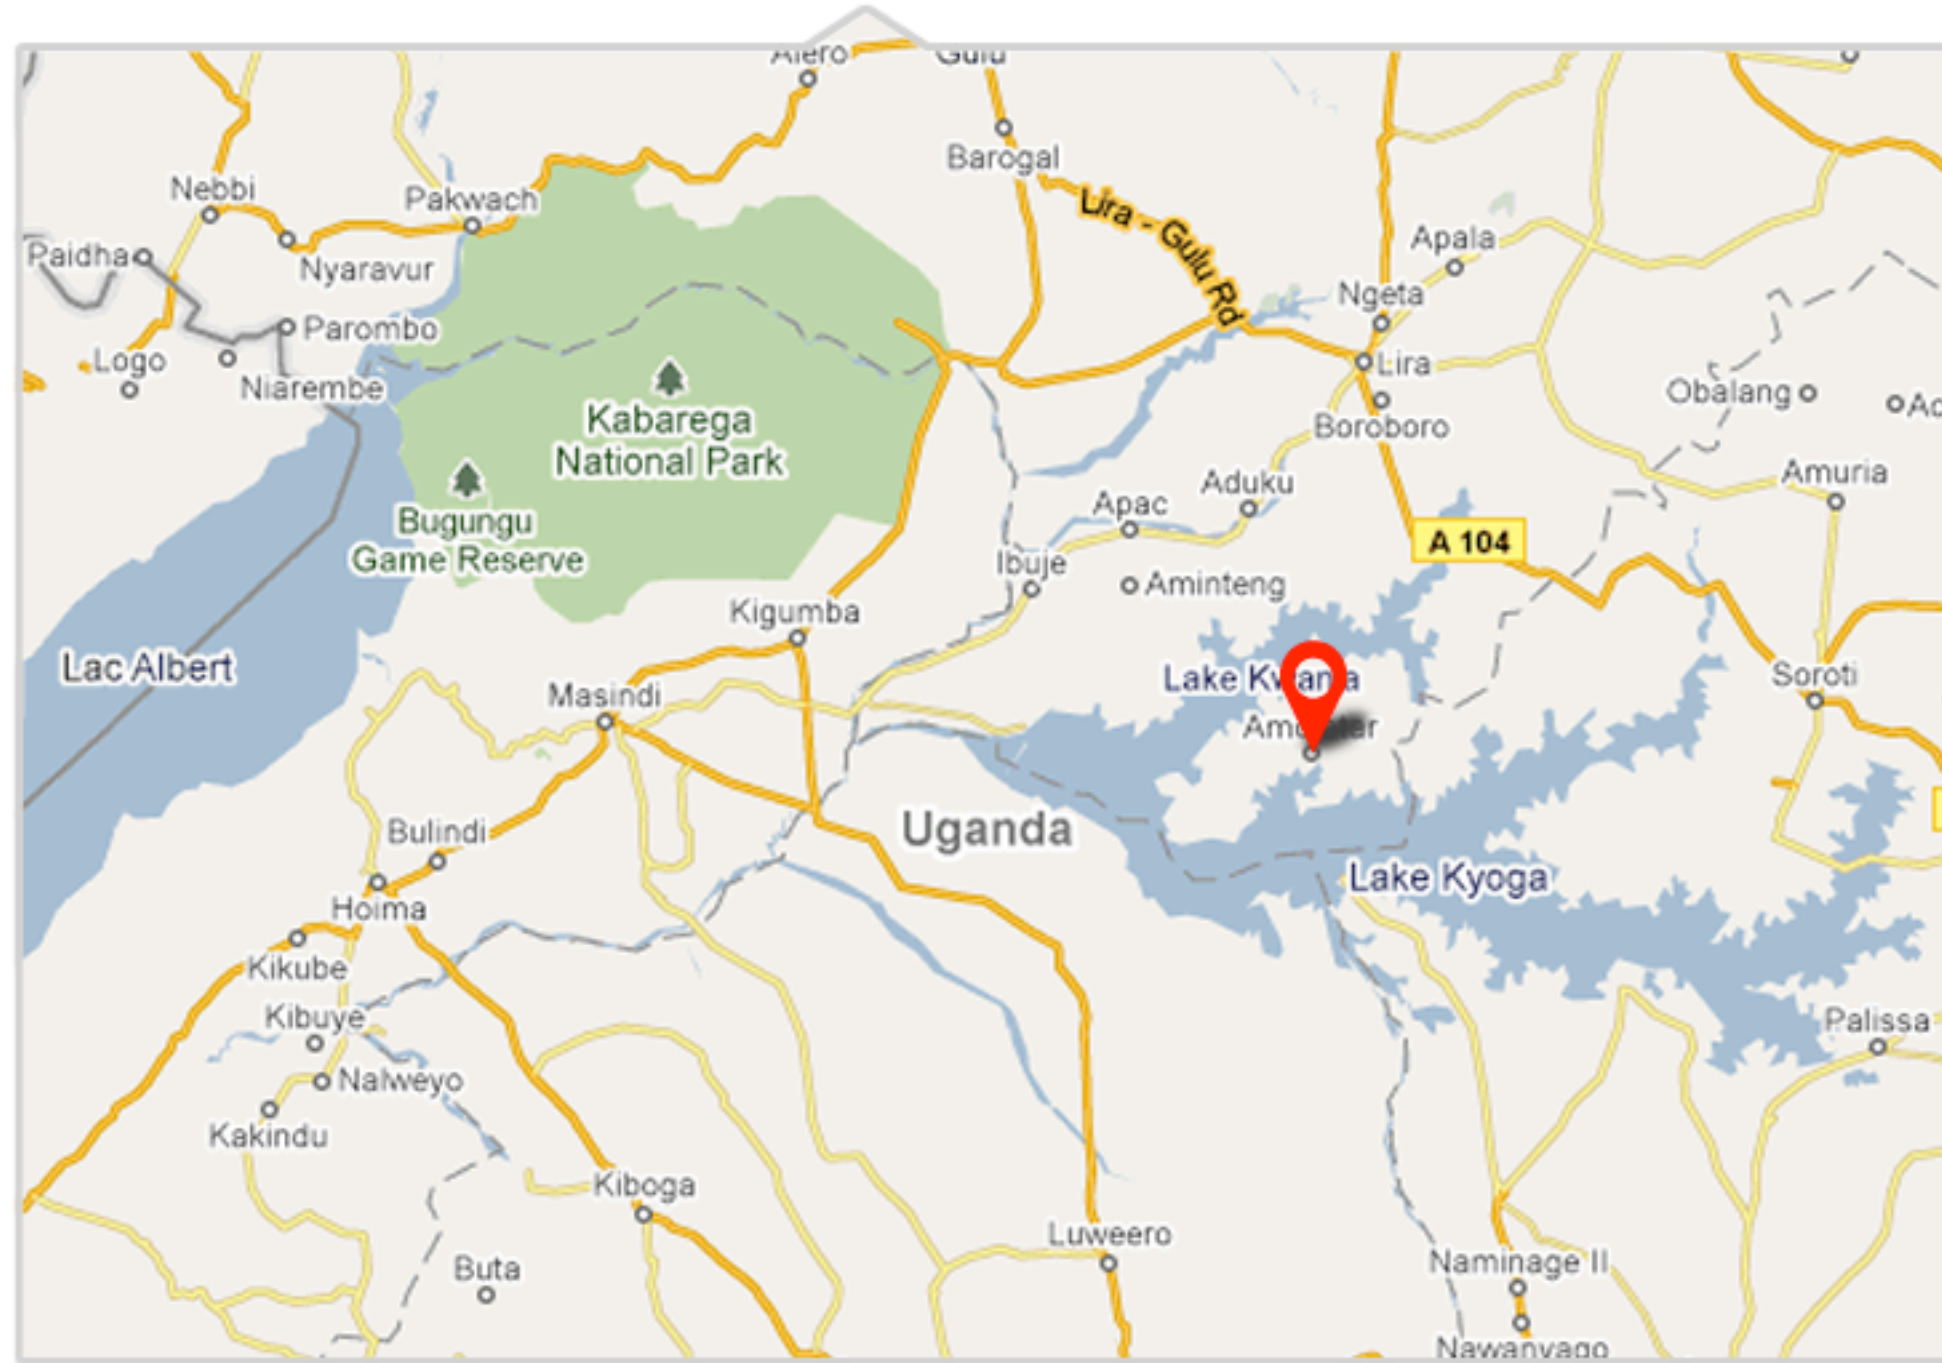 Gulu
Barogal
Lira - Gulu Rd
Nebbi
Pakwach
Paidha
Nyaravur
Apala
Ngeta
Parombo
Logo
Niarembe
Lira
Obalang
Boroboro
Kabarega
National Park
Amuria
Aduku
Apac
Bugungu
Game Reserve
A 104
Ibuje
Aminteng
Kigumba
Lac Albert
Lake
Soroti
Masindi
Uganda
Bulindi
Lake Kyoga
Hoima
Kikube
Kibuye
Palissa
Nalweyo
Kakindu
Kiboga
Luweero
Naminage II
Buta
Nawanyago